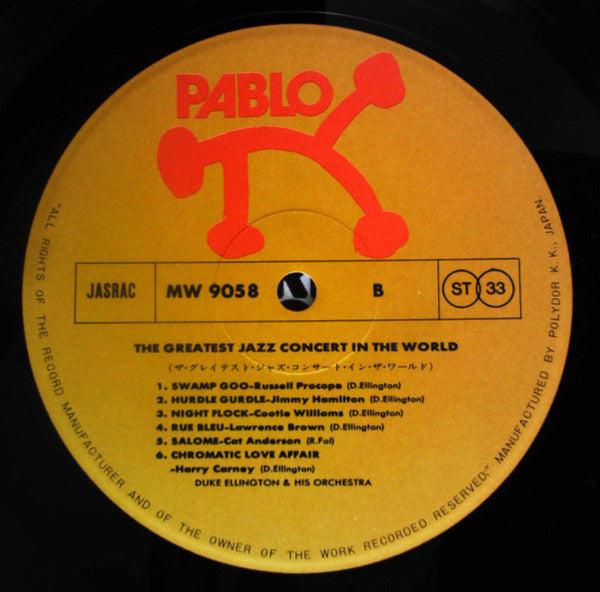 PABLO
JASRAC MW 9058 B ST 33
THE GREATEST JAZZ CONCERT IN THE WORLD
(ザ・グレイテスト・ジャズ・コンサート・イン・ザ・ワールド)
1. SWAMP GOO-Russell Procope (D.Ellington)
2. HURDLE GURDLE-Jimmy Hamilton (D.Ellington)
3. NIGHT FLOCK-Cootie Williams (D.Ellington)
4. RUE BLEU-Lawrence Brown (D.Ellington)
5. SALOME-Cat Anderson (R.Fol)
6. CHROMATIC LOVE AFFAIR
-Harry Carney (D.Ellington)
DUKE ELLINGTON & HIS ORCHESTRA
"ALL RIGHTS OF THE RECORD MANUFACTURER AND OF THE OWNER OF THE WORK RECORDED RESERVED." MANUFACTURED BY POLYDOR K. K., JAPAN.